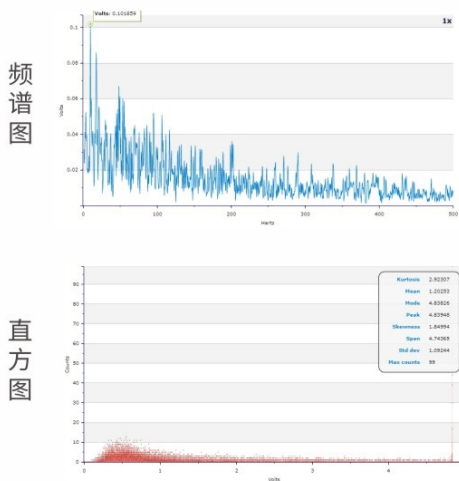 Volts: 0.101859
1x
频谱图
0.1
0.08
0.06
0.04
0.02
Volts
0
100
200
300
400
500
Hertz
直方图
90
80
70
60
50
40
30
20
10
0
Counts
Kurtosis 2.92307
Mean 1.20253
Mode 4.83826
Peak 4.83948
Skewness 1.84994
Span 4.74365
Std dev 1.09244
Max counts 98
0
1
2
3
4
Volts